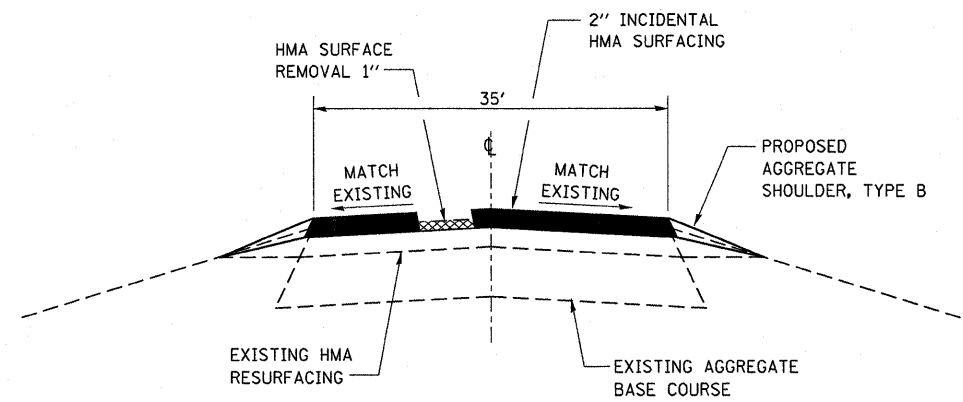 2" INCIDENTAL
HMA SURFACING
HMA SURFACE
REMOVAL 1"
35'
℄
MATCH
EXISTING
MATCH
EXISTING
PROPOSED
AGGREGATE
SHOULDER, TYPE B
EXISTING HMA
RESURFACING
EXISTING AGGREGATE
BASE COURSE